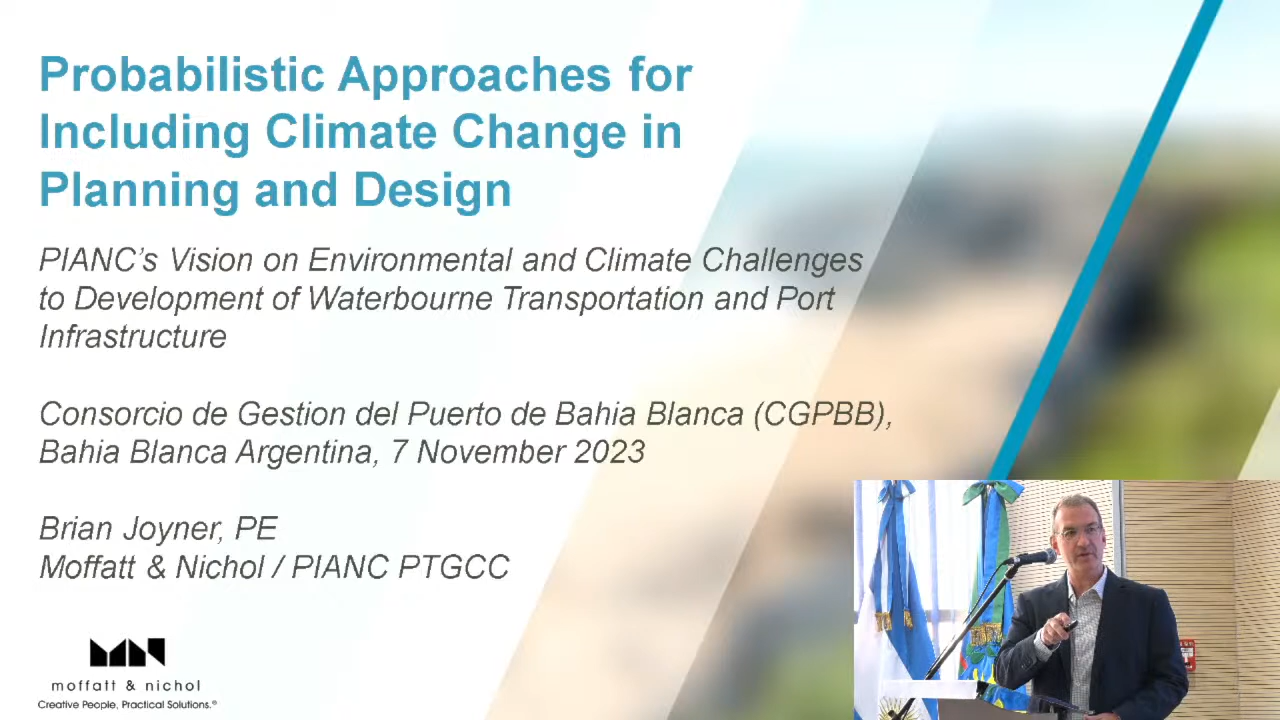 Probabilistic Approaches for
Including Climate Change in
Planning and Design
PIANC's Vision on Environmental and Climate Challenges
to Development of Waterbourne Transportation and Port
Infrastructure
Consorcio de Gestion del Puerto de Bahia Blanca (CGPBB),
Bahia Blanca Argentina, 7 November 2023
Brian Joyner, PE
Moffatt & Nichol / PIANC PTGCC
moffatt & nichol
Creative People, Practical Solutions.®